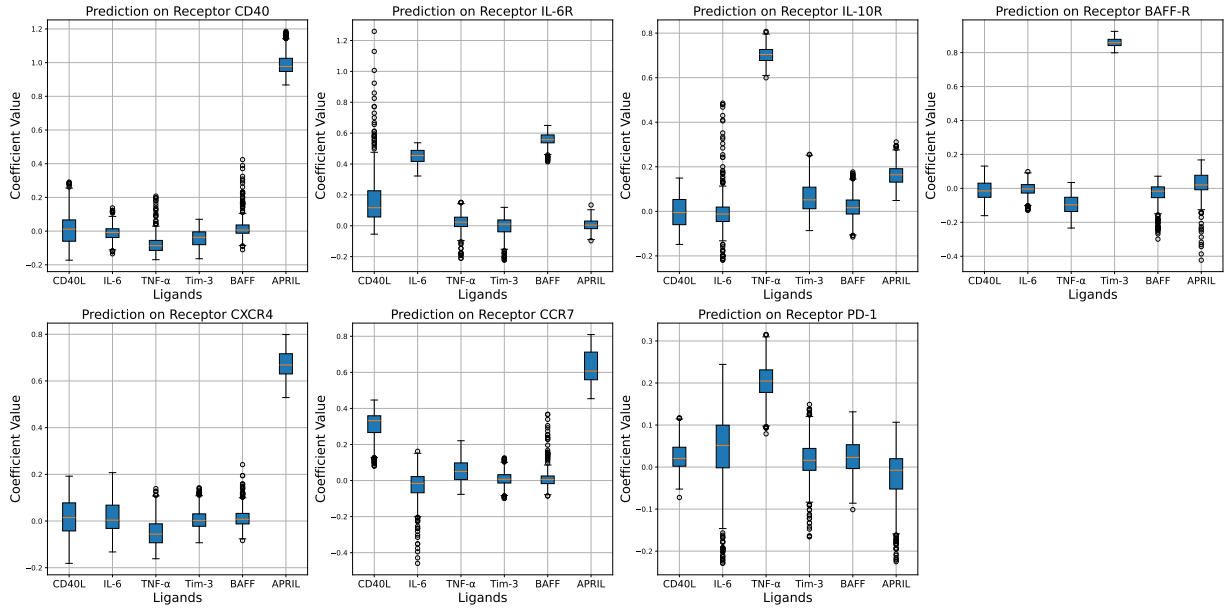 Prediction on Receptor CD40
Coefficient Value
1.2
1.0
0.8
0.6
0.4
0.2
0.0
−0.2
CD40L IL-6 TNF-α Tim-3 BAFF APRIL
Ligands
Prediction on Receptor IL-6R
Coefficient Value
1.2
1.0
0.8
0.6
0.4
0.2
0.0
−0.2
CD40L IL-6 TNF-α Tim-3 BAFF APRIL
Ligands
Prediction on Receptor IL-10R
Coefficient Value
0.8
0.6
0.4
0.2
0.0
−0.2
CD40L IL-6 TNF-α Tim-3 BAFF APRIL
Ligands
Prediction on Receptor BAFF-R
Coefficient Value
0.8
0.6
0.4
0.2
0.0
−0.2
−0.4
CD40L IL-6 TNF-α Tim-3 BAFF APRIL
Ligands
Prediction on Receptor CXCR4
Coefficient Value
0.8
0.6
0.4
0.2
0.0
−0.2
CD40L IL-6 TNF-α Tim-3 BAFF APRIL
Ligands
Prediction on Receptor CCR7
Coefficient Value
0.8
0.6
0.4
0.2
0.0
−0.2
−0.4
CD40L IL-6 TNF-α Tim-3 BAFF APRIL
Ligands
Prediction on Receptor PD-1
Coefficient Value
0.3
0.2
0.1
0.0
−0.1
−0.2
CD40L IL-6 TNF-α Tim-3 BAFF APRIL
Ligands